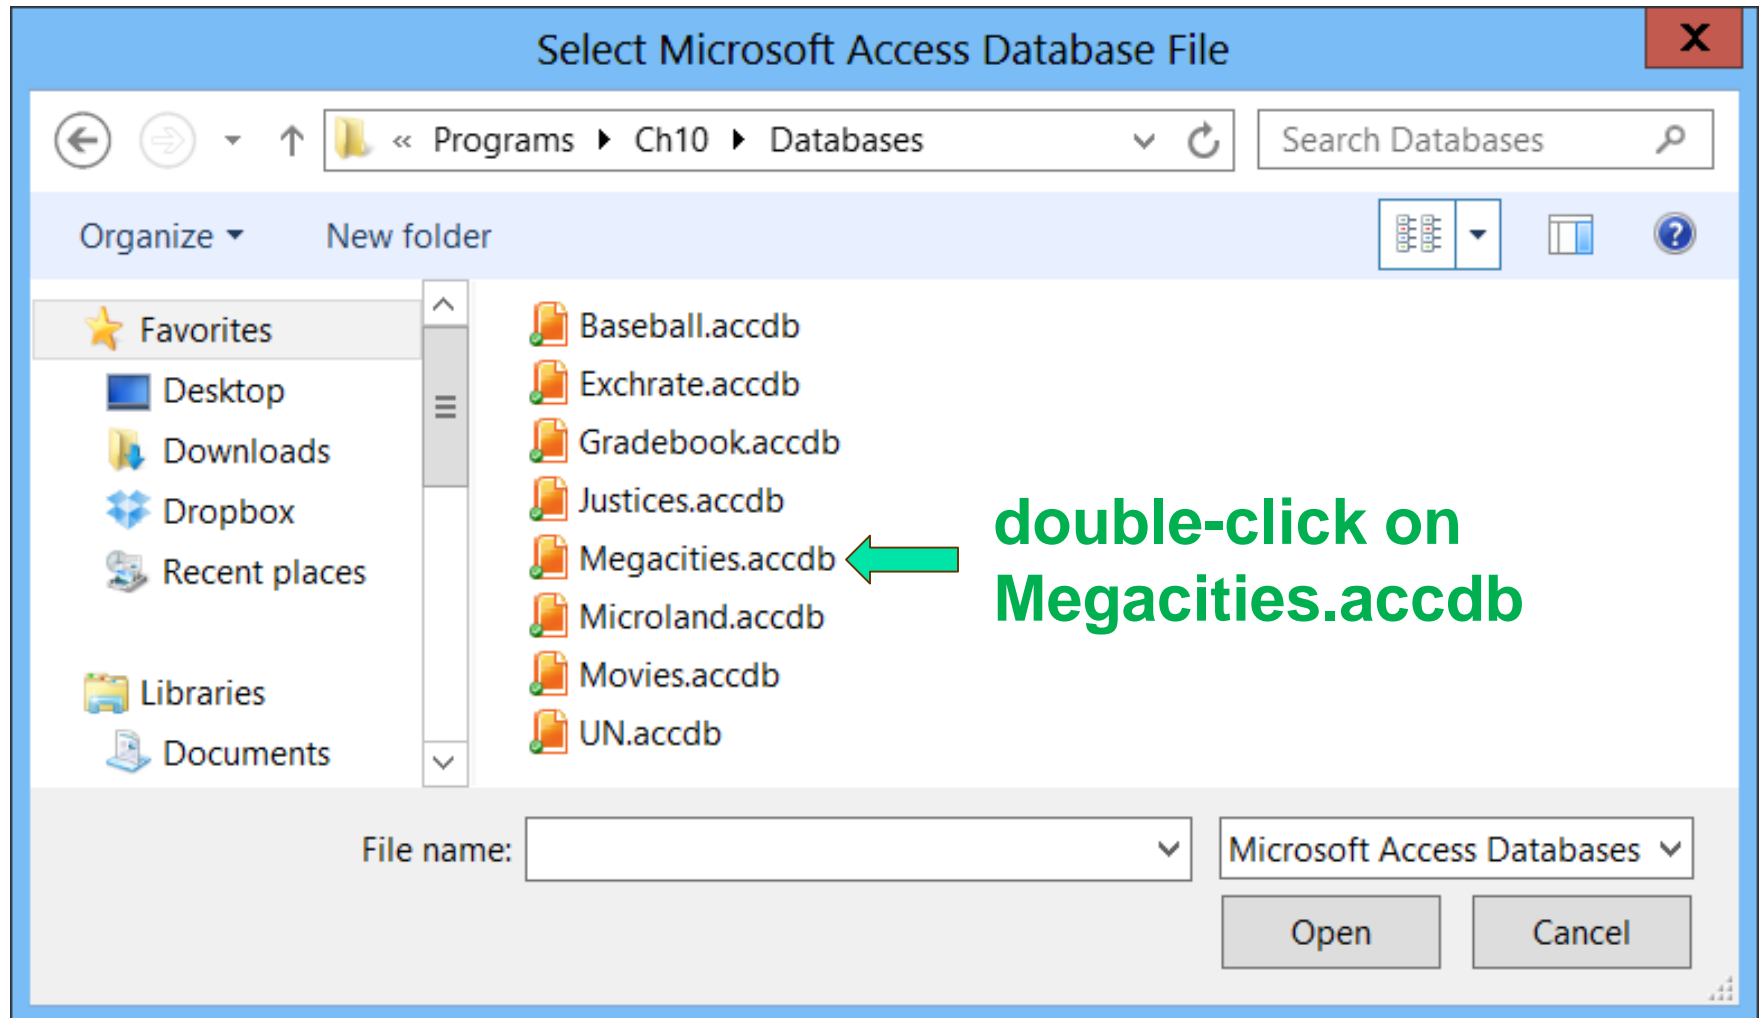 Select Microsoft Access Database File
X
« Programs Ch10 Databases
Search Databases
Organize
New folder
Favorites
Desktop
Downloads
Dropbox
Recent places
Libraries
Documents
Baseball.accdb
Exchrate.accdb
Gradebook.accdb
Justices.accdb
Megacities.accdb
Microland.accdb
Movies.accdb
UN.accdb
double-click on
Megacities.accdb
File name:
Microsoft Access Databases
Open
Cancel